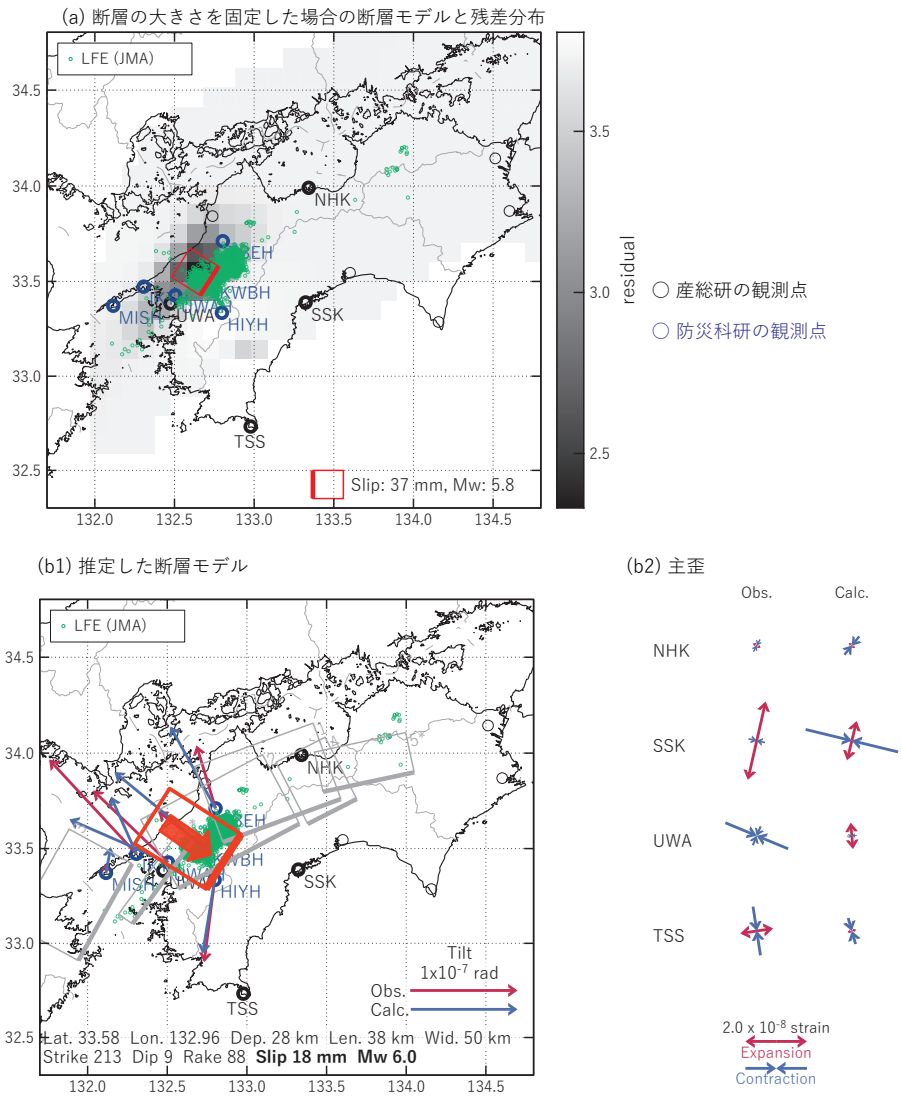 (a) 断層の大きさを固定した場合の断層モデルと残差分布
LFE (JMA)
34.5
34.0
33.5
33.0
32.5
NHK
BEH
KWBH
UWA
MISH
HIYH
SSK
TSS
Slip: 37 mm, Mw: 5.8
132.0 132.5 133.0 133.5 134.0 134.5
3.5
3.0
2.5
residual
産総研の観測点
防災科研の観測点
(b1) 推定した断層モデル
LFE (JMA)
34.5
34.0
33.5
33.0
32.5
NHK
MISH
HIYH
SSK
TSS
Tilt
1x10⁻⁷ rad
Obs.
Calc.
Lat. 33.58 Lon. 132.96 Dep. 28 km Len. 38 km Wid. 50 km
Strike 213 Dip 9 Rake 88 Slip 18 mm Mw 6.0
132.0 132.5 133.0 133.5 134.0 134.5
(b2) 主歪
Obs. Calc.
NHK
SSK
UWA
TSS
2.0 x 10⁻⁸ strain
Expansion
Contraction